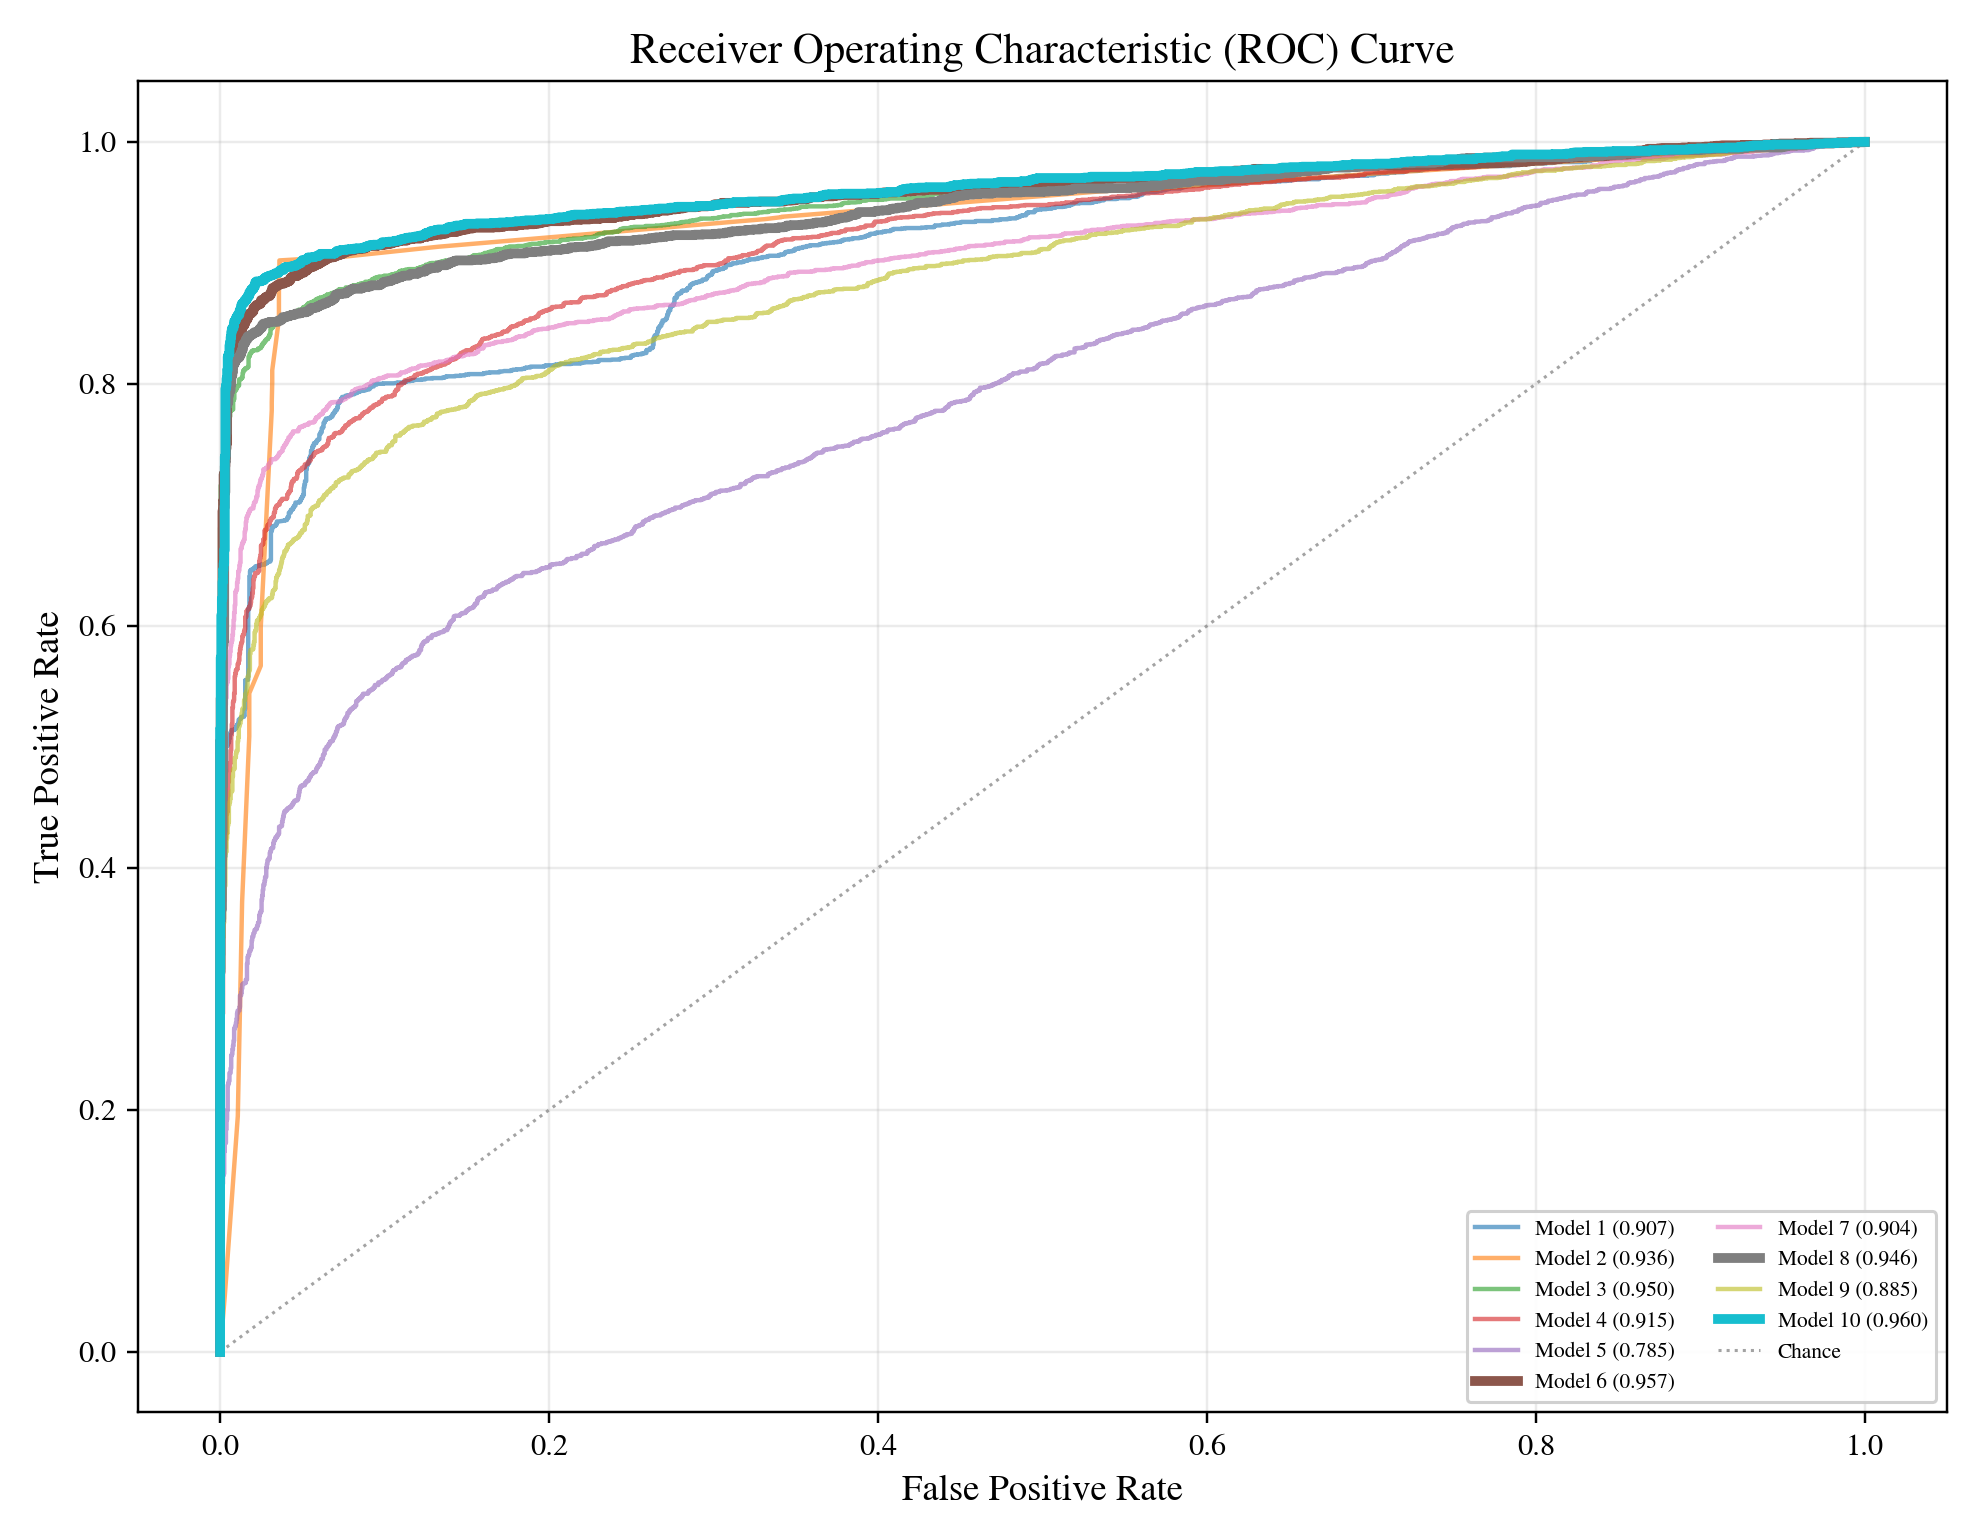 Receiver Operating Characteristic (ROC) Curve
1.0
0.8
0.6
0.4
0.2
0.0
True Positive Rate
0.0
0.2
0.4
0.6
0.8
1.0
False Positive Rate
Model 1 (0.907)
Model 2 (0.936)
Model 3 (0.950)
Model 4 (0.915)
Model 5 (0.785)
Model 6 (0.957)
Model 7 (0.904)
Model 8 (0.946)
Model 9 (0.885)
Model 10 (0.960)
Chance